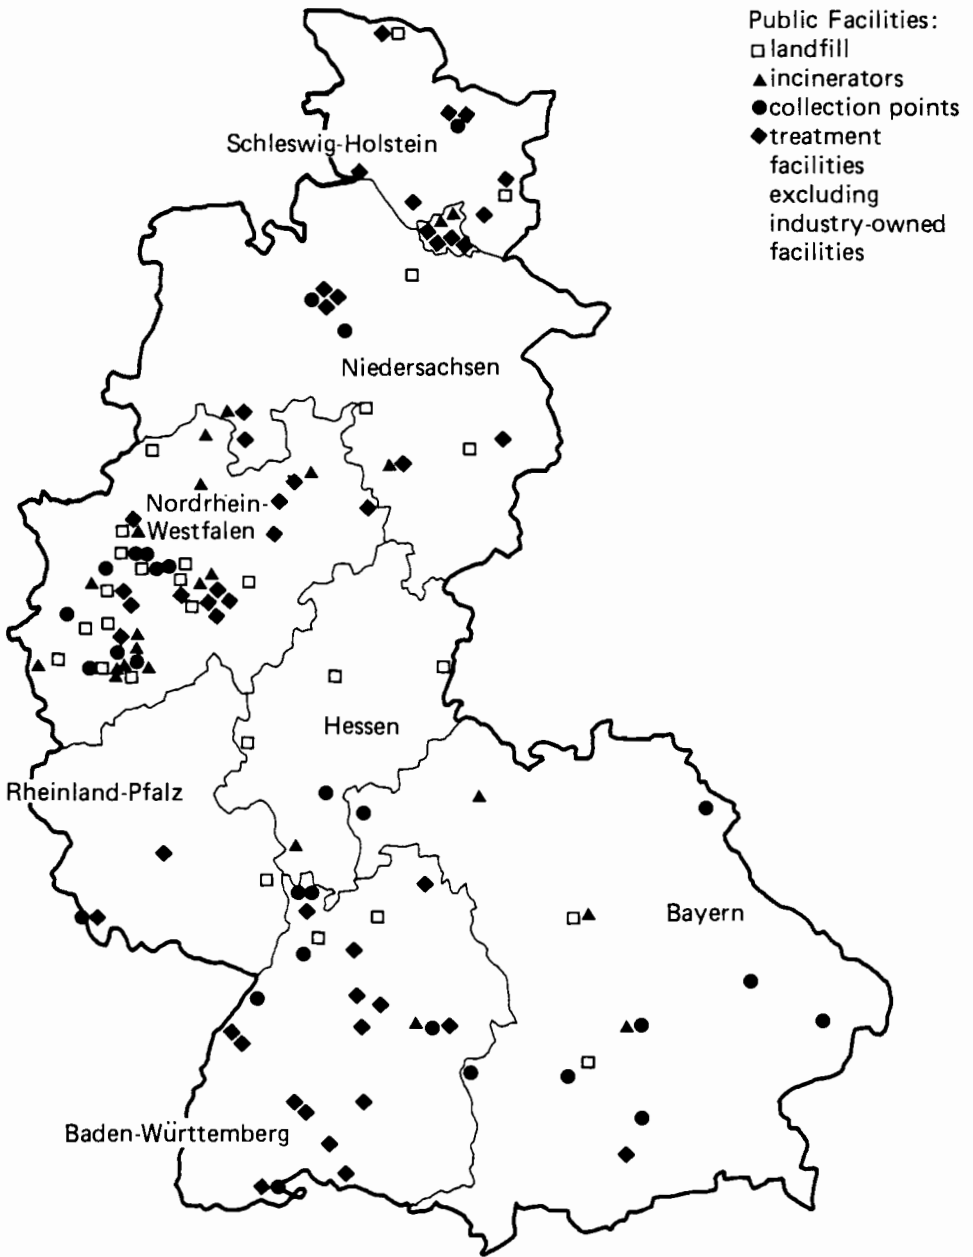 Public Facilities:
□ landfill
▲ incinerators
● collection points
◆ treatment
facilities
excluding
industry-owned
facilities
Schleswig-Holstein
Niedersachsen
Nordrhein-
Westfalen
Hessen
Rheinland-Pfalz
Bayern
Baden-Württemberg